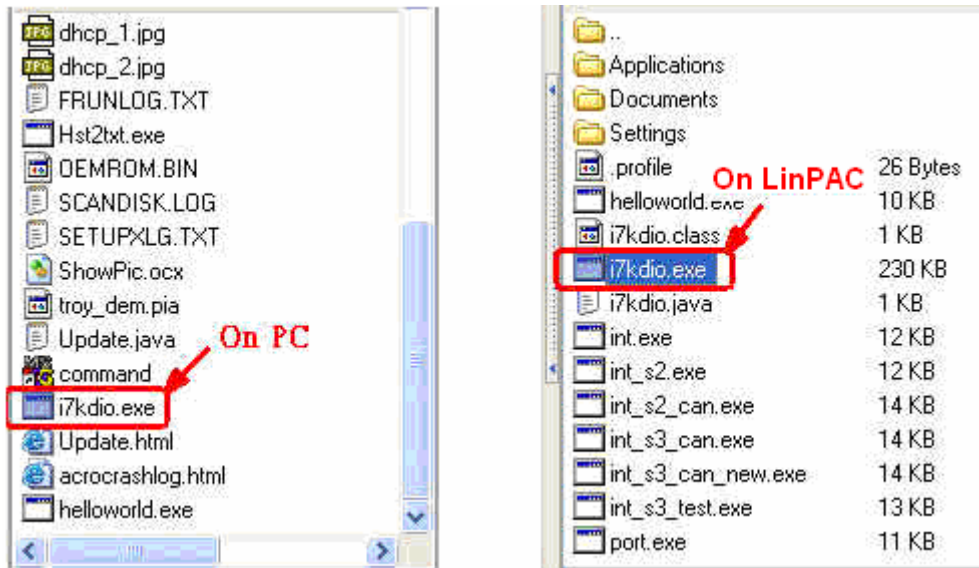 dhcp_1.jpg
dhcp_2.jpg
FRUNLOG.TXT
Hst2txt.exe
OEMROM.BIN
SCANDISK.LOG
SETUPXLG.TXT
ShowPic.ocx
troy_dem.pia
Update.java
On PC
command
i7kdio.exe
Update.html
acrocrashlog.html
helloworld.exe
..
Applications
Documents
Settings
.profile 26 Bytes
On LinPAC
helloworld.exe 10 KB
i7kdio.class 1 KB
i7kdio.exe 230 KB
i7kdio.java 1 KB
int.exe 12 KB
int_s2.exe 12 KB
int_s2_can.exe 14 KB
int_s3_can.exe 14 KB
int_s3_can_new.exe 14 KB
int_s3_test.exe 13 KB
port.exe 11 KB